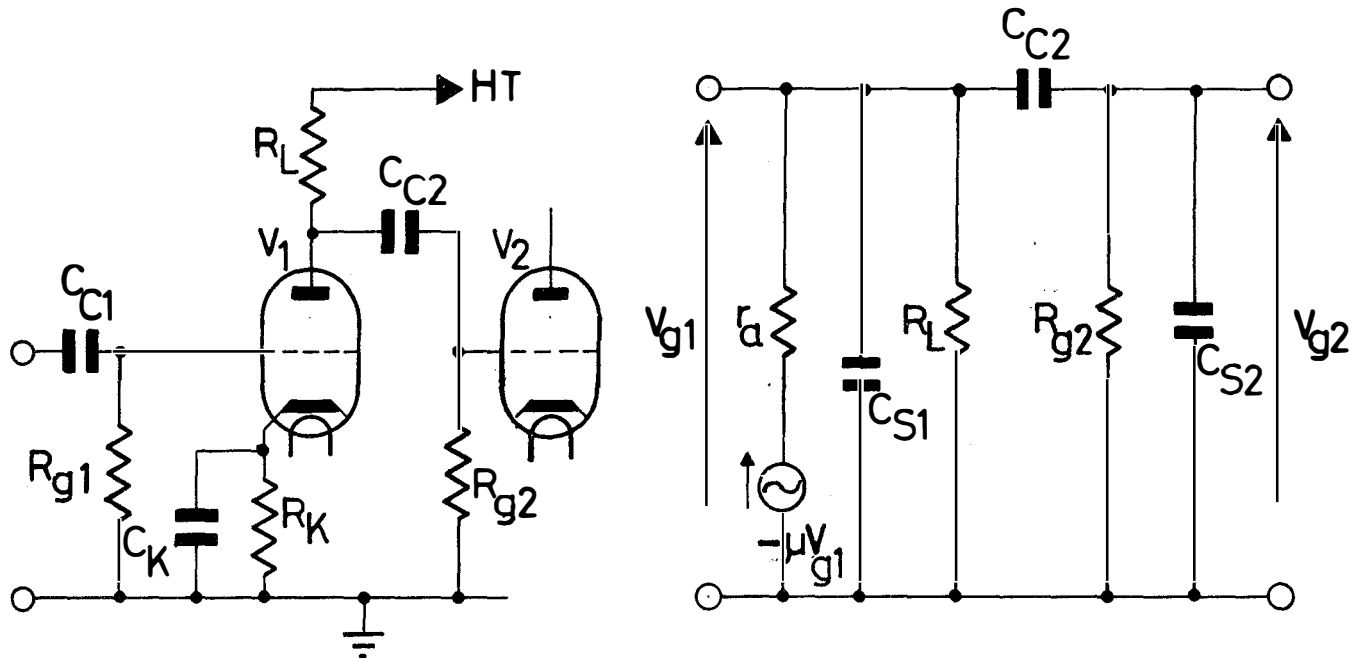 HT
R_L
C_C2
V_1
V_2
C_C1
R_g1
C_K
R_K
R_g2
C_C2
V_g1
r_a
C_S1
R_L
R_g2
C_S2
V_g2
-μV_g1